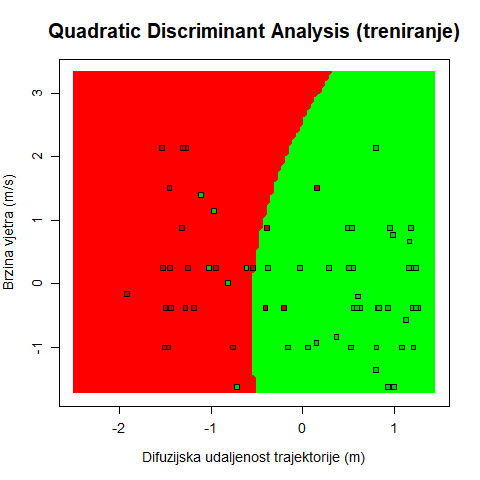 Quadratic Discriminant Analysis (treniranje)
3
2
1
0
-1
Brzina vjetra (m/s)
-2 -1 0 1
Difuzijska udaljenost trajektorije (m)